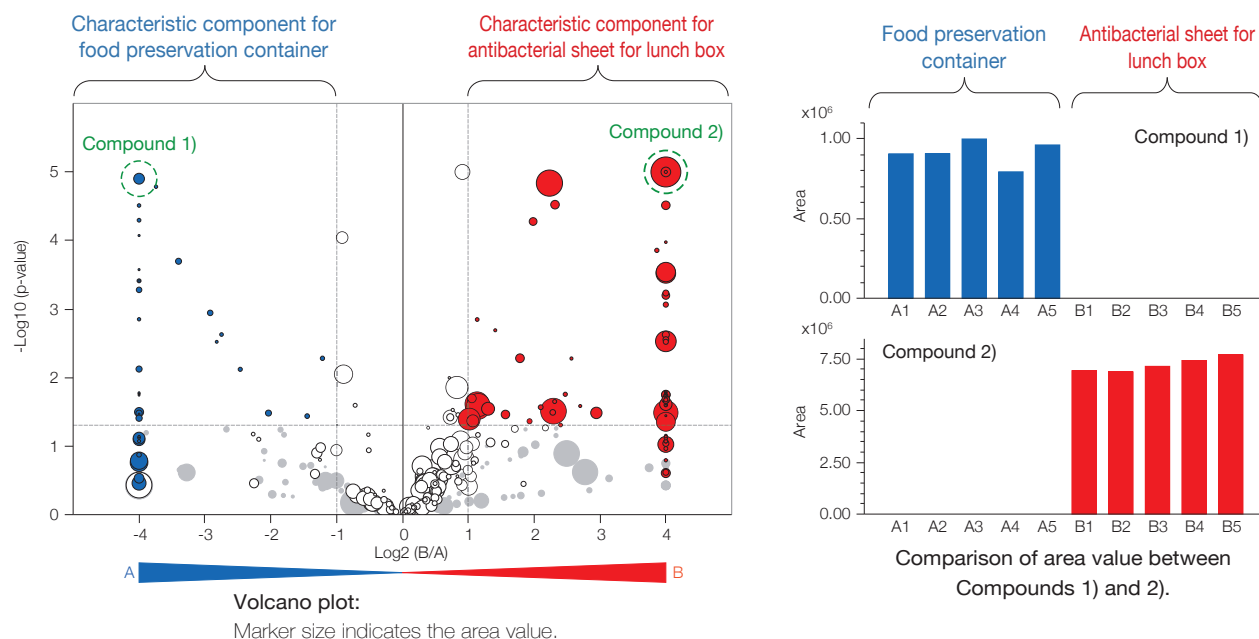 Characteristic component for
food preservation container
Characteristic component for
antibacterial sheet for lunch box
Compound 1)
Compound 2)
-Log10 (p-value)
5
4
3
2
1
0
-4
-3
-2
-1
0
1
2
3
4
Log2 (B/A)
A
B
Volcano plot:
Marker size indicates the area value.
Food preservation
container
Antibacterial sheet for
lunch box
x10⁶
Compound 1)
Area
1.00
0.50
0.00
A1 A2 A3 A4 A5 B1 B2 B3 B4 B5
x10⁶
Compound 2)
Area
7.50
5.00
2.50
0.00
A1 A2 A3 A4 A5 B1 B2 B3 B4 B5
Comparison of area value between
Compounds 1) and 2).